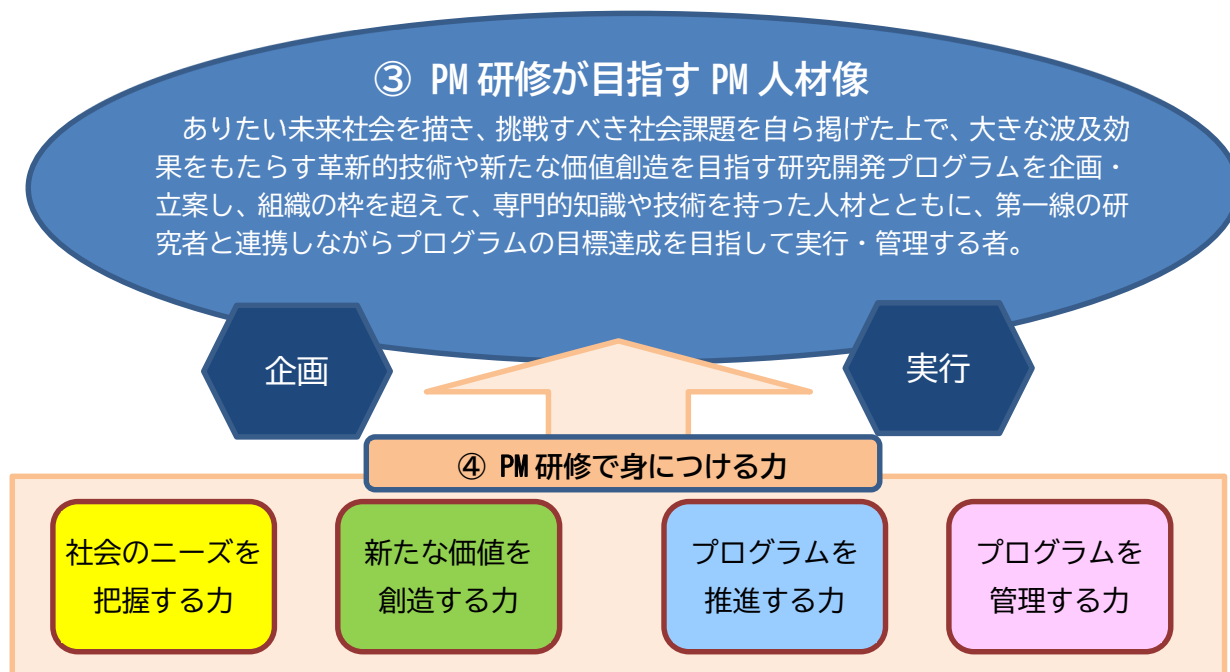 ③ PM 研修が目指す PM 人材像
ありたい未来社会を描き、挑戦すべき社会課題を自ら掲げた上で、大きな波及効
果をもたらす革新的技術や新たな価値創造を目指す研究開発プログラムを企画・
立案し、組織の枠を超えて、専門的知識や技術を持った人材とともに、第一線の研
究者と連携しながらプログラムの目標達成を目指して実行・管理する者。
企画
実行
④ PM 研修で身につける力
社会のニーズを
把握する力
新たな価値を
創造する力
プログラムを
推進する力
プログラムを
管理する力